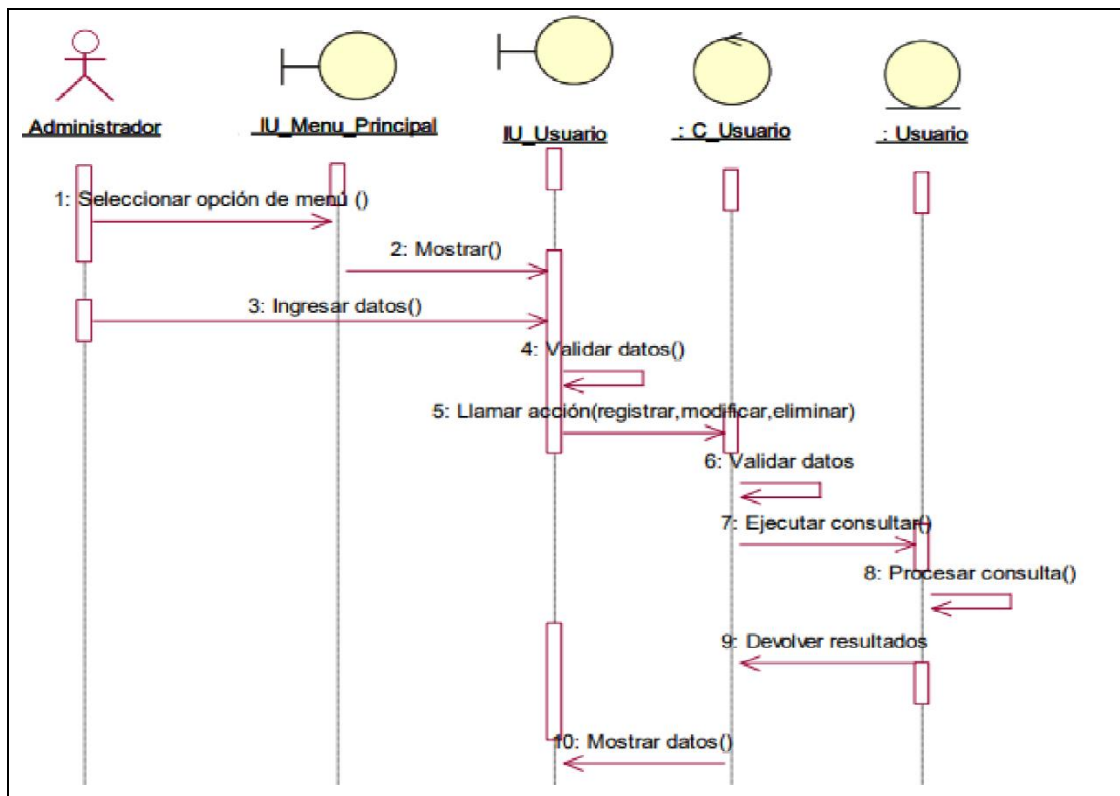 Administrador
IU_Menu_Principal
IU_Usuario
: C_Usuario
: Usuario
1: Seleccionar opción de menú ()
2: Mostrar()
3: Ingresar datos()
4: Validar datos()
5: Llamar acción(registrar,modificar,eliminar)
6: Validar datos
7: Ejecutar consultar()
8: Procesar consulta()
9: Devolver resultados
10: Mostrar datos()